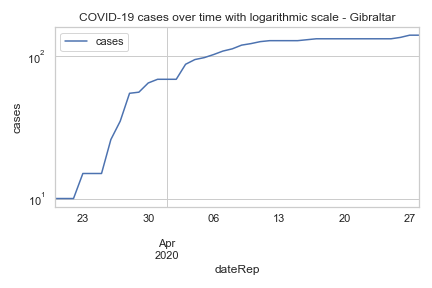 COVID-19 cases over time with logarithmic scale - Gibraltar
cases
10²
10¹
cases
23
30
06
13
20
27
Apr
2020
dateRep